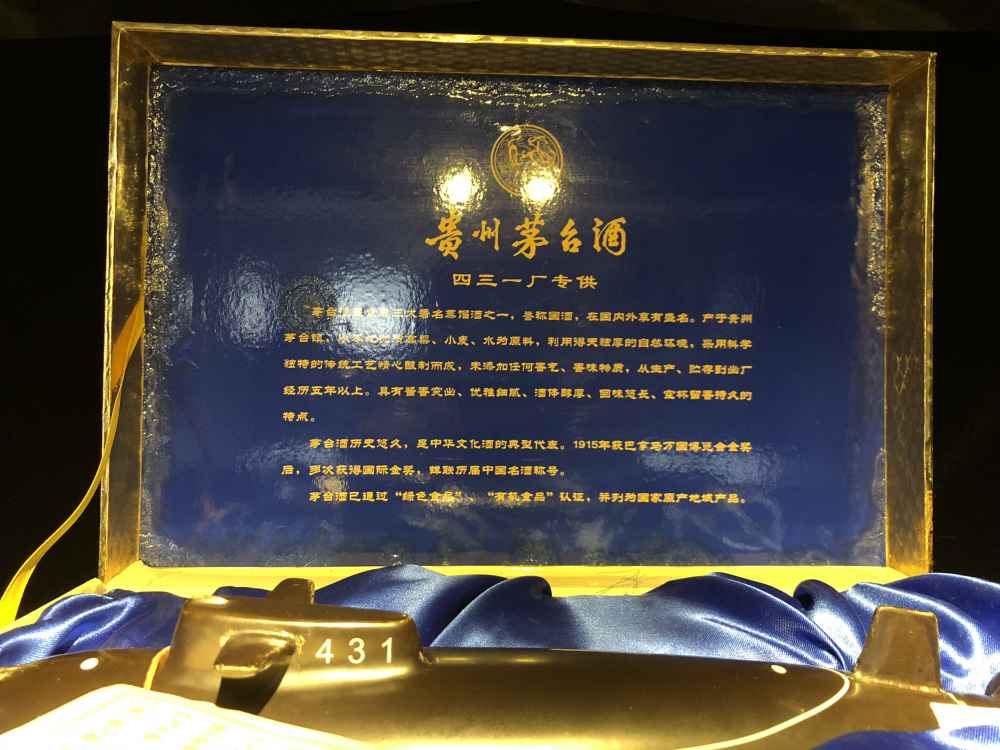 貴州茅台酒
四三一厂专供
茅台酒是世界三大著名蒸馏酒之一，誉称国酒，在国内外享有盛名。产于贵州
茅台镇，高粱、小麦、水为原料，利用得天独厚的自然环境，采用科学
独特的传统工艺精心酿制而成，未添加任何香气、香味物质，从生产、贮存到出厂
经历五年以上。具有酱香突出、优雅细腻、酒体醇厚、回味悠长、空杯留香持久的
特点。
茅台酒历史悠久，是中华文化酒的典型代表。1915年获巴拿马万国博览会金奖
后，多次获得国际金奖，蝉联历届中国名酒称号。
茅台酒已通过“绿色食品”、“有机食品”认证，并列为国家原产地域产品。
431